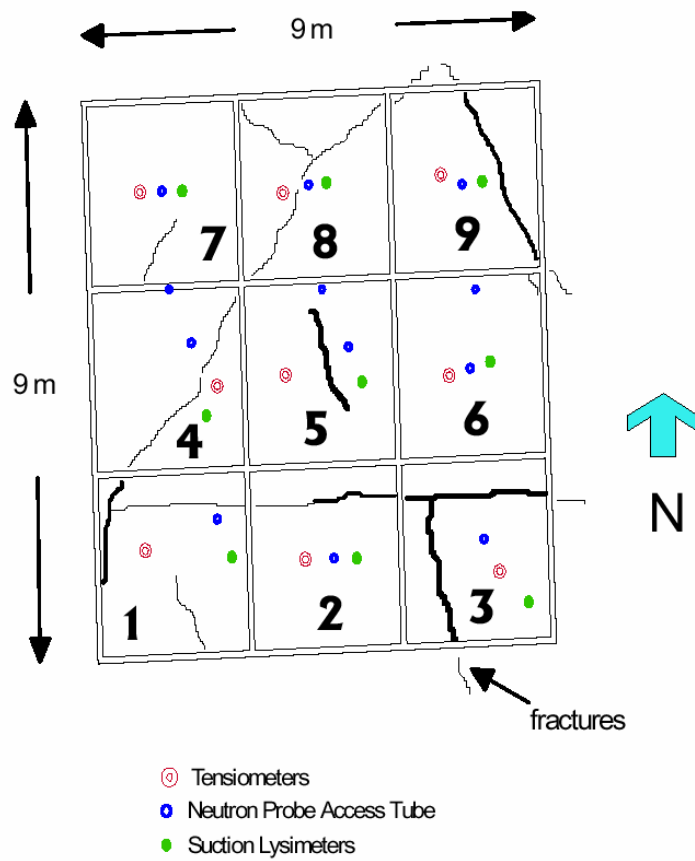 9 m
7
8
9
9 m
4
5
6
N
1
2
3
fractures
Tensiometers
Neutron Probe Access Tube
Suction Lysimeters